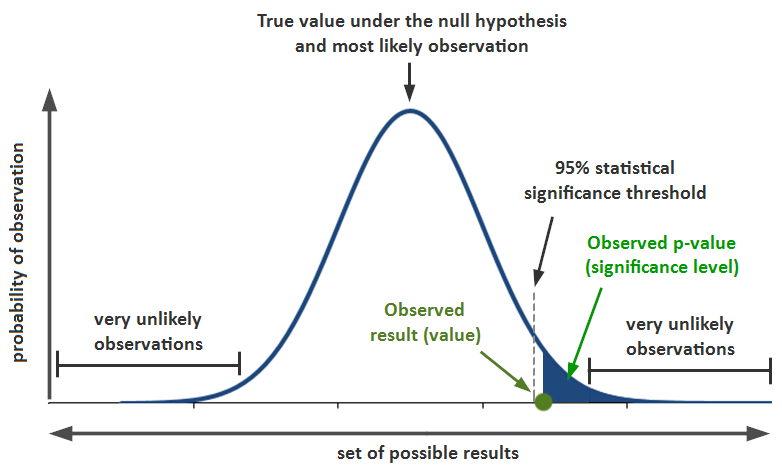 True value under the null hypothesis
and most likely observation
probability of observation
95% statistical
significance threshold
Observed p-value
(significance level)
Observed
result (value)
very unlikely
observations
very unlikely
observations
set of possible results